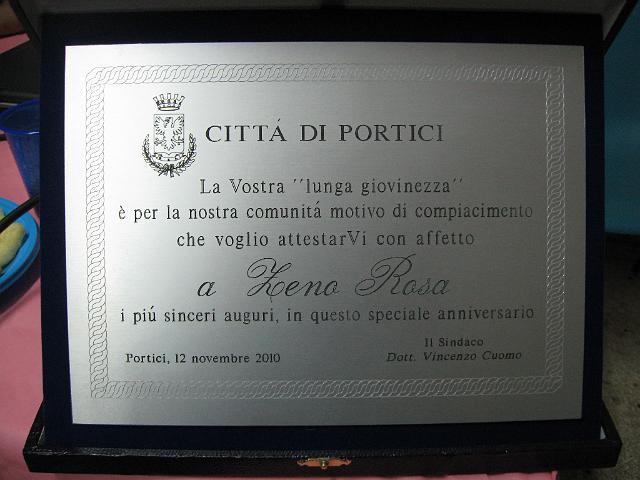 CITTÁ DI PORTICI
La Vostra "lunga giovinezza"
è per la nostra comunitá motivo di compiacimento
che voglio attestarVi con affetto
a Zeno Rosa
i piú sinceri auguri, in questo speciale anniversario
Il Sindaco
Portici, 12 novembre 2010 Dott. Vincenzo Cuomo